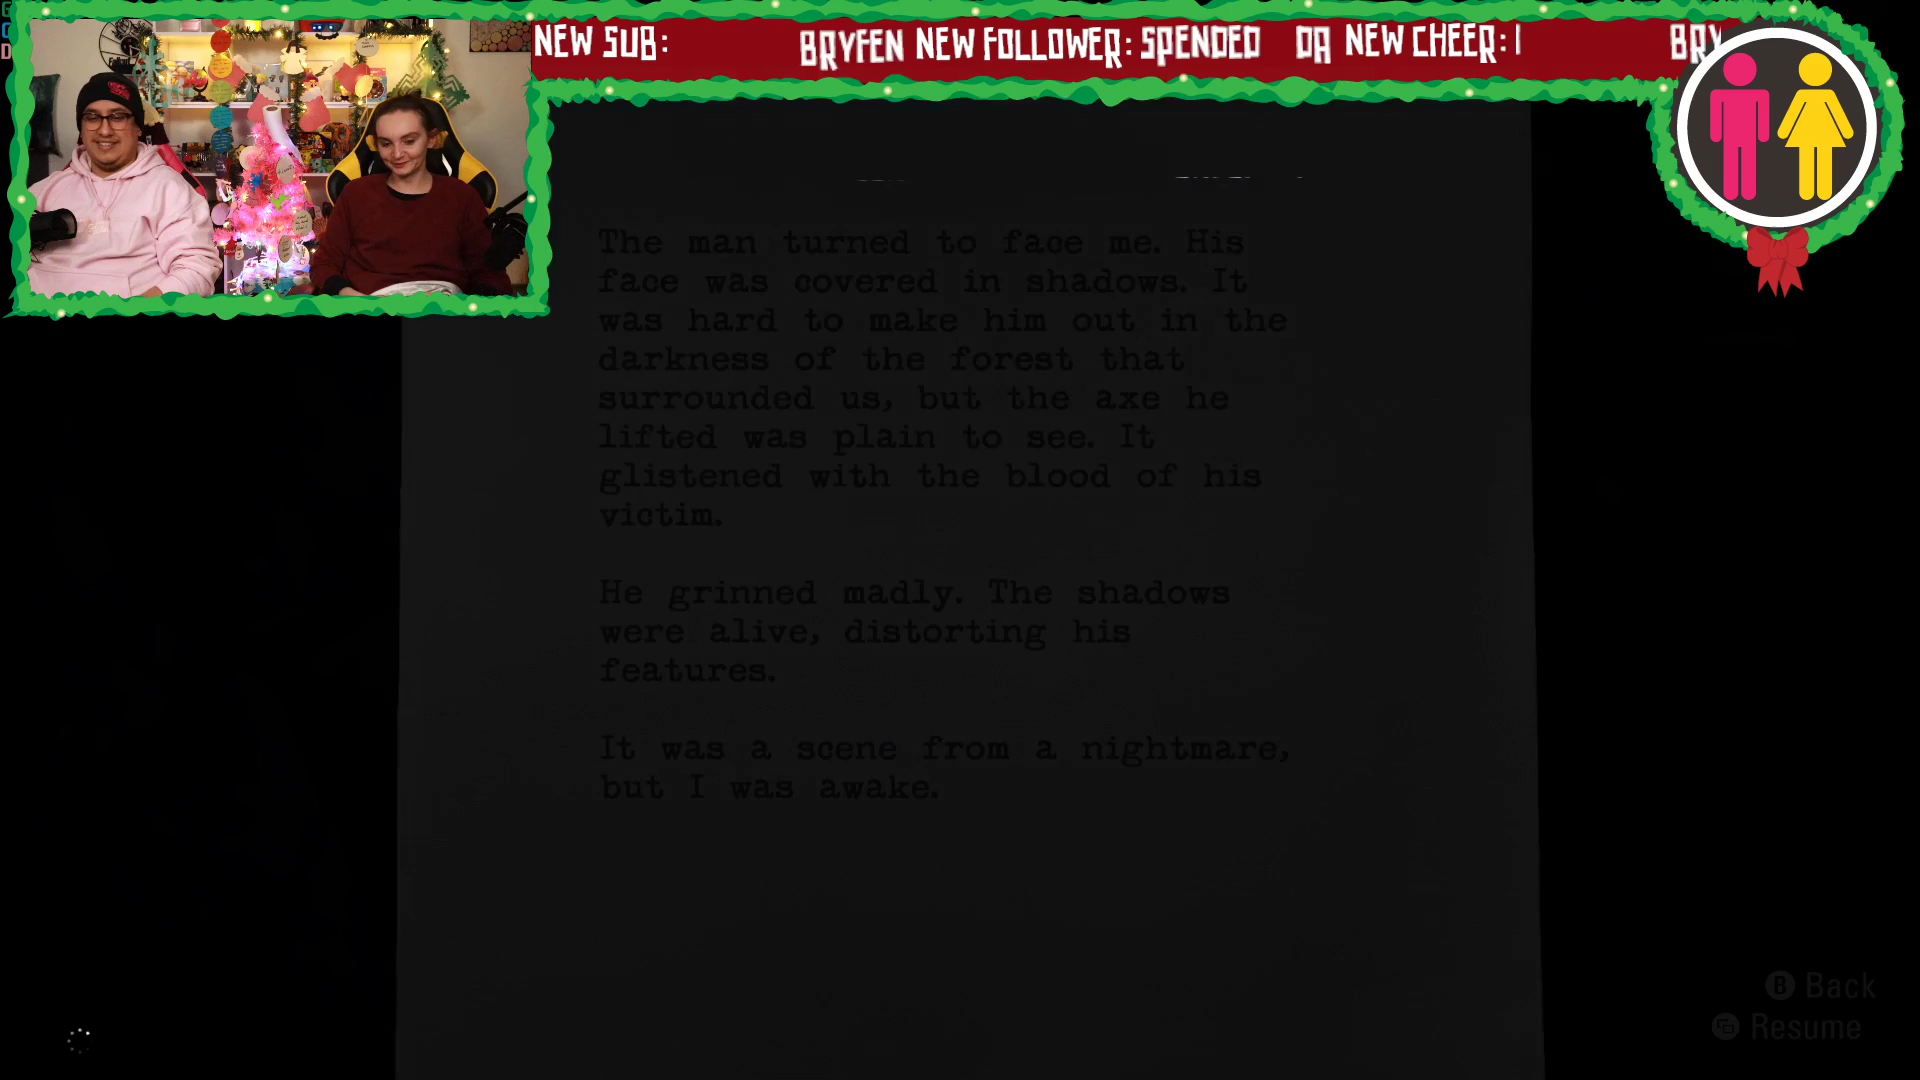 NEW SUB: BRYFEN NEW FOLLOWER: SPENDED DA NEW CHEER: BRY
The man turned to face me. His
face was covered in shadows. It
was hard to make him out in the
darkness of the forest that
surrounded us, but the axe he
lifted was plain to see. It
glistened with the blood of his
victim.
He grinned madly. The shadows
were alive, distorting his
features.
It was a scene from a nightmare,
but I was awake.
B Back
Resume